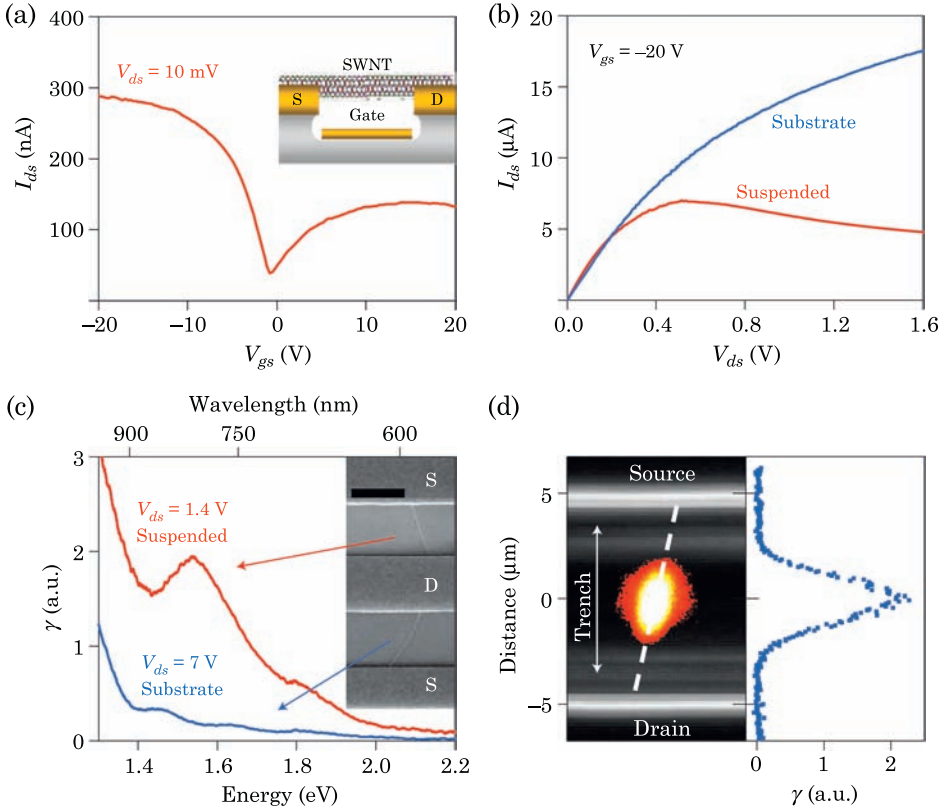 (a)
400
300
200
100
I_ds (nA)
V_ds = 10 mV
SWNT
S
D
Gate
−20
−10
0
10
20
V_gs (V)
(b)
20
15
10
5
I_ds (μA)
V_gs = −20 V
Substrate
Suspended
0.0
0.4
0.8
1.2
1.6
V_ds (V)
(c)
Wavelength (nm)
900
750
600
3
2
1
0
γ (a.u.)
V_ds = 1.4 V
Suspended
V_ds = 7 V
Substrate
S
D
S
1.4
1.6
1.8
2.0
2.2
Energy (eV)
(d)
Source
Trench
Drain
Distance (μm)
5
0
−5
0
1
2
γ (a.u.)